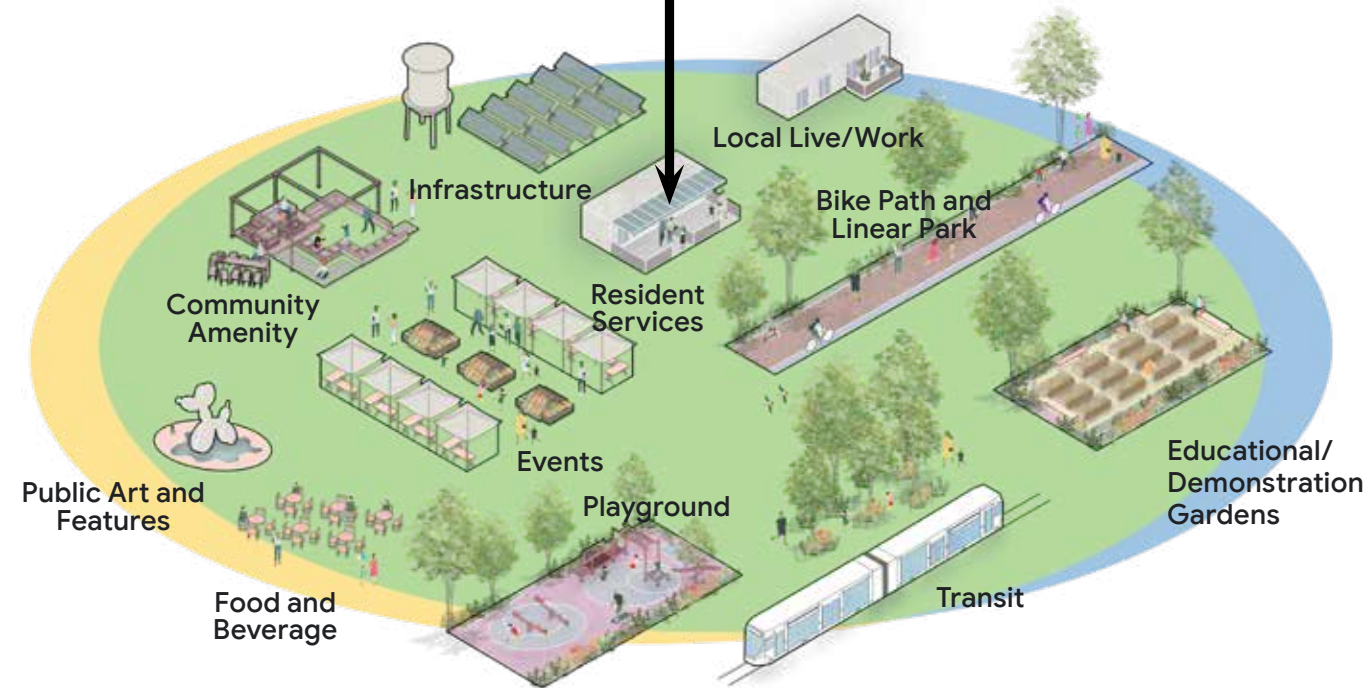 Local Live/Work
Infrastructure
Bike Path and
Linear Park
Resident
Services
Community
Amenity
Events
Educational/
Demonstration
Gardens
Public Art and
Features
Playground
Food and
Beverage
Transit